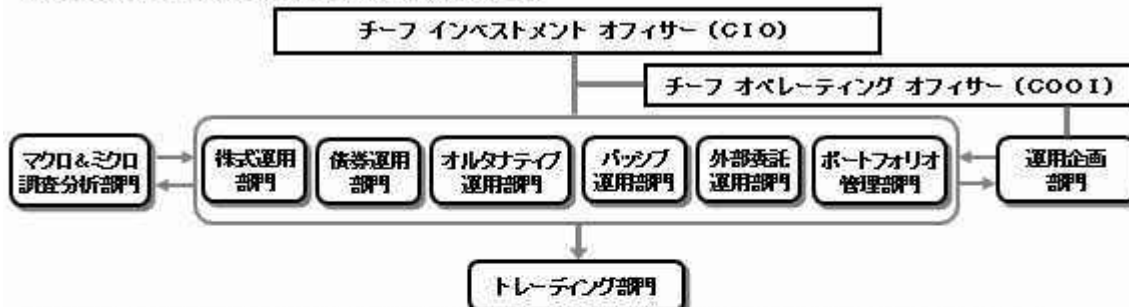 チーフ インベストメント オフィサー（ＣＩＯ）
チーフ オペレーティング オフィサー（ＣＯＯＩ）
マクロ＆ミクロ
調査分析部門
株式運用
部門
債券運用
部門
オルタナティブ
運用部門
パッシブ
運用部門
外部委託
運用部門
ポートフォリオ
管理部門
運用企画
部門
トレーディング部門